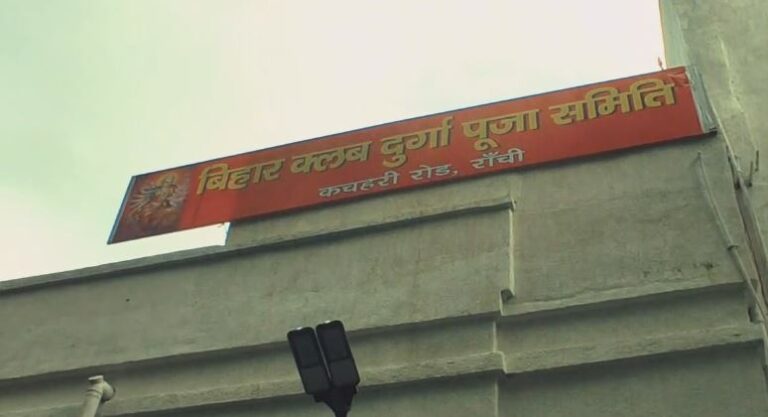 बिहार क्लब दुर्गा पूजा समिति
कचहरी रोड, राँची